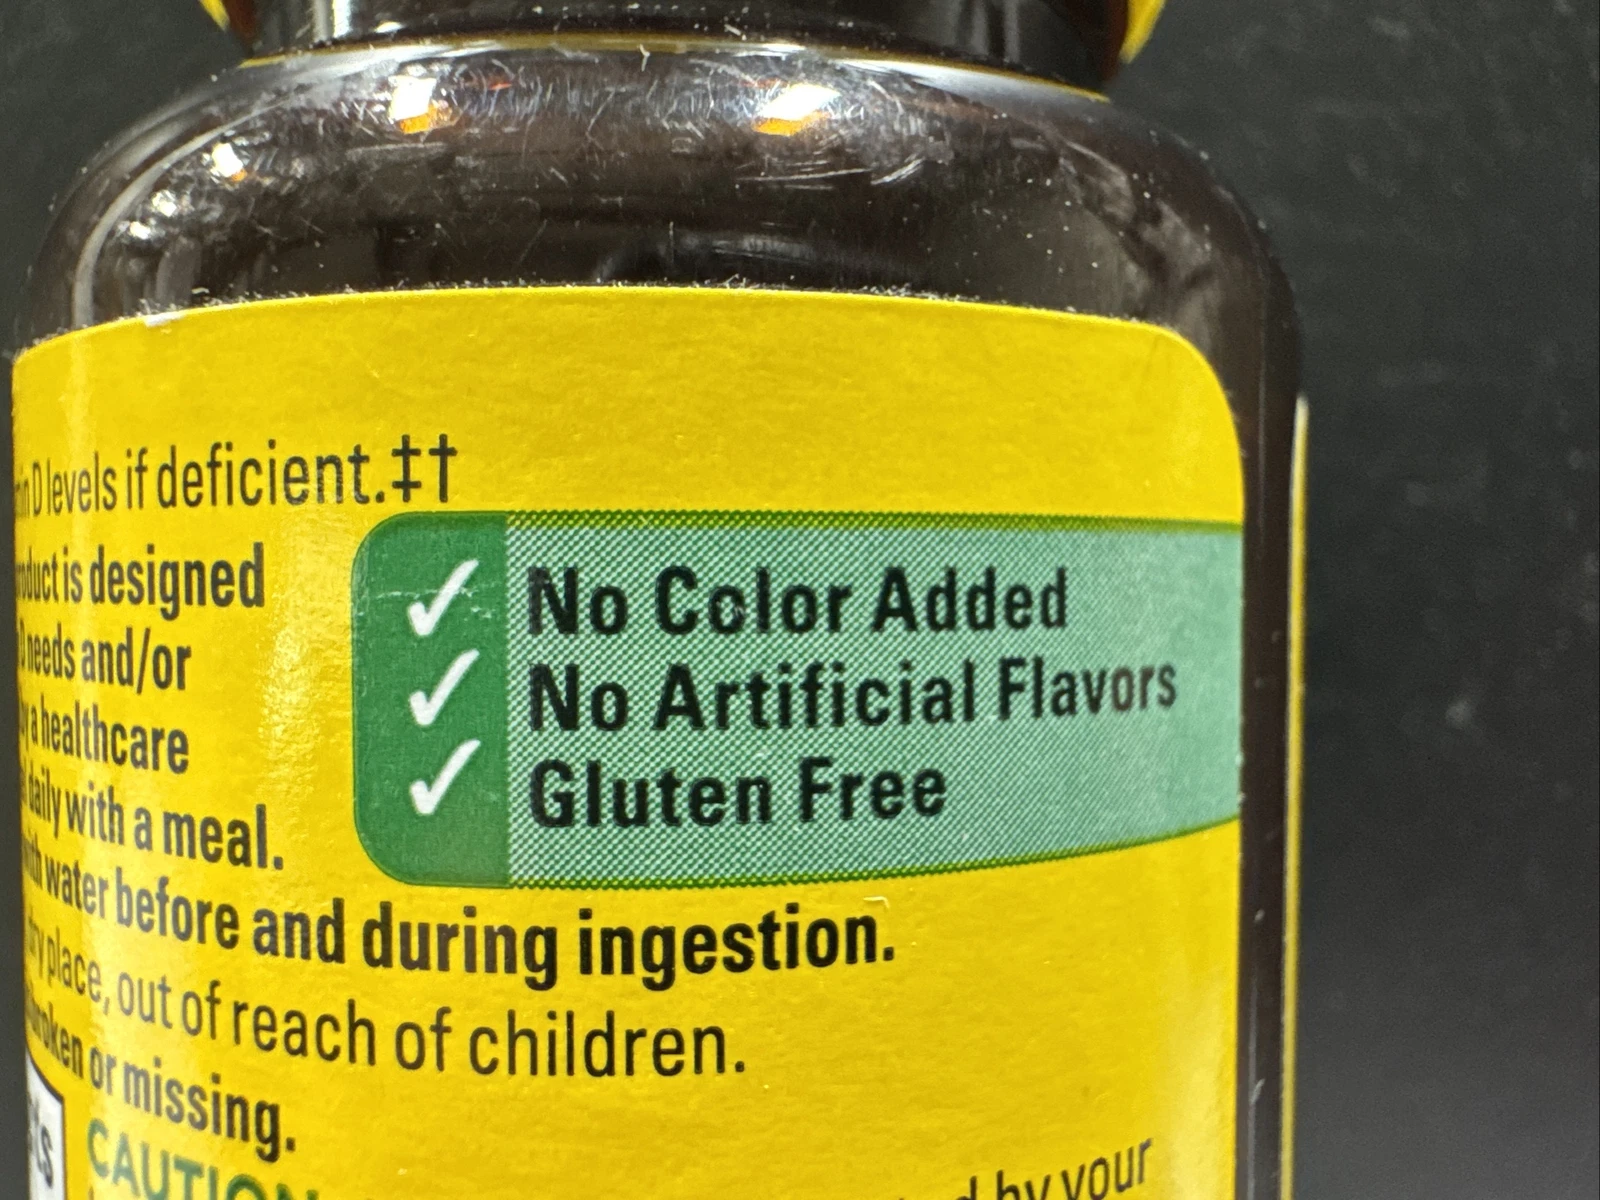 D levels if deficient.‡†
is designed
needs and/or
a healthcare
daily with a meal.
✓ No Color Added
✓ No Artificial Flavors
✓ Gluten Free
water before and during ingestion.
place, out of reach of children.
or missing.
CAUTION
by your